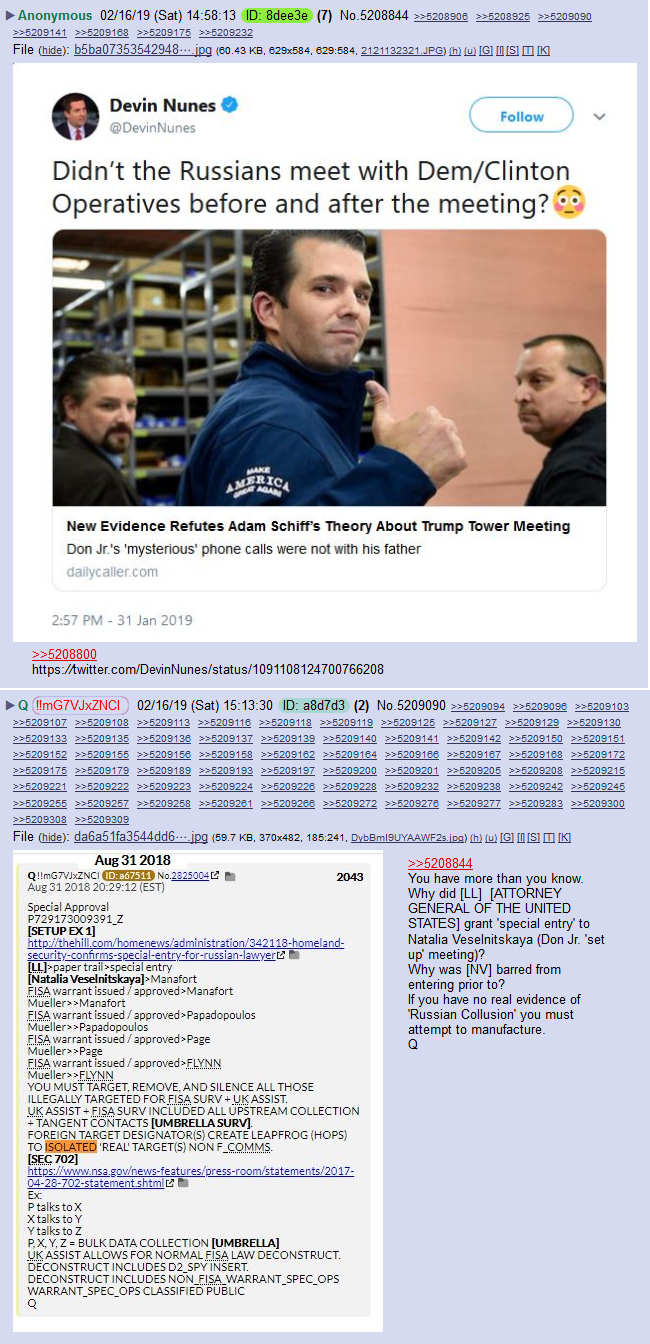 Anonymous 02/16/19 (Sat) 14:58:13 ID: 8dee3e (7) No.5208844 >>5208906 >>5208925 >>5209090
>>5209141 >>5209168 >>5209175 >>5209232
File (hide): b5ba07353542948⋯.jpg (60.43 KB, 629x584, 629:584, 2121132321.JPG) (h) (u) [G] [I] [S] [T] [K]
Devin Nunes
@DevinNunes
Follow
Didn't the Russians meet with Dem/Clinton
Operatives before and after the meeting?😳
MAKE
AMERICA
GREAT AGAIN
New Evidence Refutes Adam Schiff's Theory About Trump Tower Meeting
Don Jr.'s 'mysterious' phone calls were not with his father
dailycaller.com
2:57 PM - 31 Jan 2019
>>5208800
https://twitter.com/DevinNunes/status/1091108124700766208
Q !!mG7VJxZNCI 02/16/19 (Sat) 15:13:30 ID: a8d7d3 (2) No.5209090 >>5209094 >>5209096 >>5209103
>>5209107 >>5209108 >>5209113 >>5209116 >>5209118 >>5209119 >>5209125 >>5209127 >>5209129 >>5209130
>>5209133 >>5209135 >>5209136 >>5209137 >>5209139 >>5209140 >>5209141 >>5209142 >>5209150 >>5209151
>>5209152 >>5209155 >>5209156 >>5209158 >>5209162 >>5209164 >>5209166 >>5209167 >>5209168 >>5209172
>>5209175 >>5209179 >>5209189 >>5209193 >>5209197 >>5209200 >>5209201 >>5209205 >>5209208 >>5209215
>>5209221 >>5209222 >>5209223 >>5209224 >>5209226 >>5209228 >>5209232 >>5209238 >>5209242 >>5209245
>>5209255 >>5209257 >>5209258 >>5209261 >>5209266 >>5209272 >>5209276 >>5209277 >>5209283 >>5209300
>>5209308 >>5209309
File (hide): da6a51fa3544dd6⋯.jpg (59.7 KB, 370x482, 185:241, DybBmI9UYAAWF2s.jpg) (h) (u) [G] [I] [S] [T] [K]
Aug 31 2018
Q !!mG7VJxZNCI ID:a67511 No.2825004 2043
Aug 31 2018 20:29:12 (EST)
Special Approval
P729173009391_Z
[SETUP EX 1]
http://thehill.com/homenews/administration/342118-homeland-
security-confirms-special-entry-for-russian-lawyer
[LL]>paper trail>special entry
[Natalia Veselnitskaya]>Manafort
FISA warrant issued / approved>Manafort
Mueller>>Manafort
FISA warrant issued / approved>Papadopoulos
Mueller>>Papadopoulos
FISA warrant issued / approved>Page
Mueller>>Page
FISA warrant issued / approved>FLYNN
Mueller>>FLYNN
YOU MUST TARGET, REMOVE, AND SILENCE ALL THOSE
ILLEGALLY TARGETED FOR FISA SURV + UK ASSIST.
UK ASSIST + FISA SURV INCLUDED ALL UPSTREAM COLLECTION
+ TANGENT CONTACTS [UMBRELLA SURV].
FOREIGN TARGET DESIGNATOR(S) CREATE LEAPFROG (HOPS)
TO ISOLATED 'REAL' TARGET(S) NON F_COMMS.
[SEC 702]
https://www.nsa.gov/news-features/press-room/statements/2017-
04-28-702-statement.shtml
Ex:
P talks to X
X talks to Y
Y talks to Z
P, X, Y, Z = BULK DATA COLLECTION [UMBRELLA]
UK ASSIST ALLOWS FOR NORMAL FISA LAW DECONSTRUCT.
DECONSTRUCT INCLUDES D2_SPY INSERT.
DECONSTRUCT INCLUDES NON_FISA_WARRANT_SPEC_OPS
WARRANT_SPEC_OPS CLASSIFIED PUBLIC
Q
>>5208844
You have more than you know.
Why did [LL] [ATTORNEY
GENERAL OF THE UNITED
STATES] grant 'special entry' to
Natalia Veselnitskaya (Don Jr. 'set
up' meeting)?
Why was [NV] barred from
entering prior to?
If you have no real evidence of
'Russian Collusion' you must
attempt to manufacture.
Q